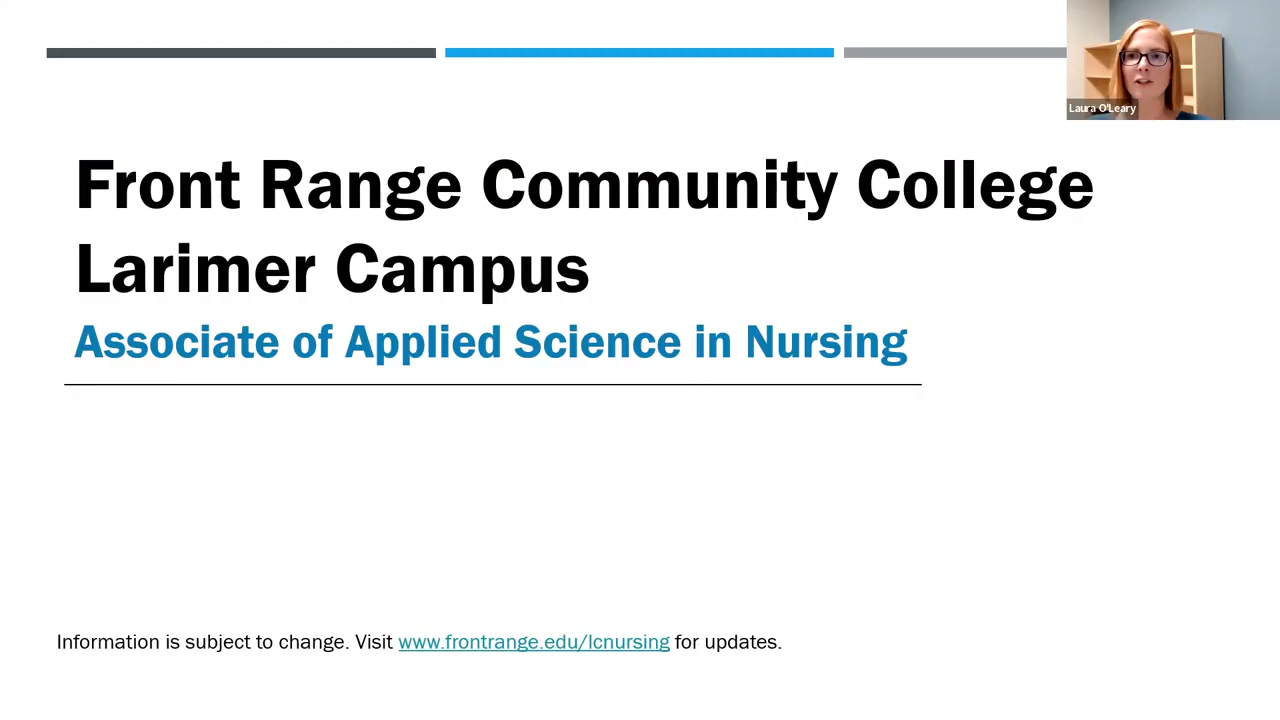 Laura O'Leary
Front Range Community College
Larimer Campus
Associate of Applied Science in Nursing
Information is subject to change. Visit www.frontrange.edu/lcnursing for updates.